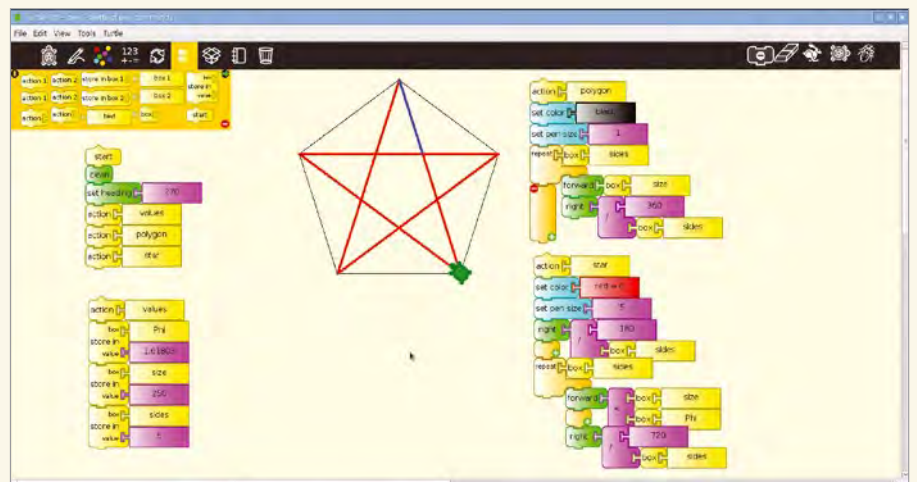 File Edit View Tools Turtle
123
action 1 action 2 store in box 1 box 1 box
store in
value
action 1 action 2 store in box 2 box 2
action action text box start
start
clean
set heading 270
action values
action polygon
action star
action values
box Phi
store in
value
box size
store in
value 250
box sides
store in
value 5
action polygon
set color black
set pen size 1
repeat box sides
forward box size
right / 360
box sides
action star
set color
set pen size 5
right / 180
box sides
repeat box sides
forward box size
box Phi
right / 720
box sides